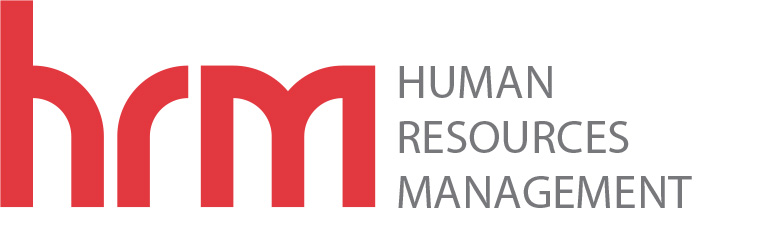 hrm
HUMAN
RESOURCES
MANAGEMENT